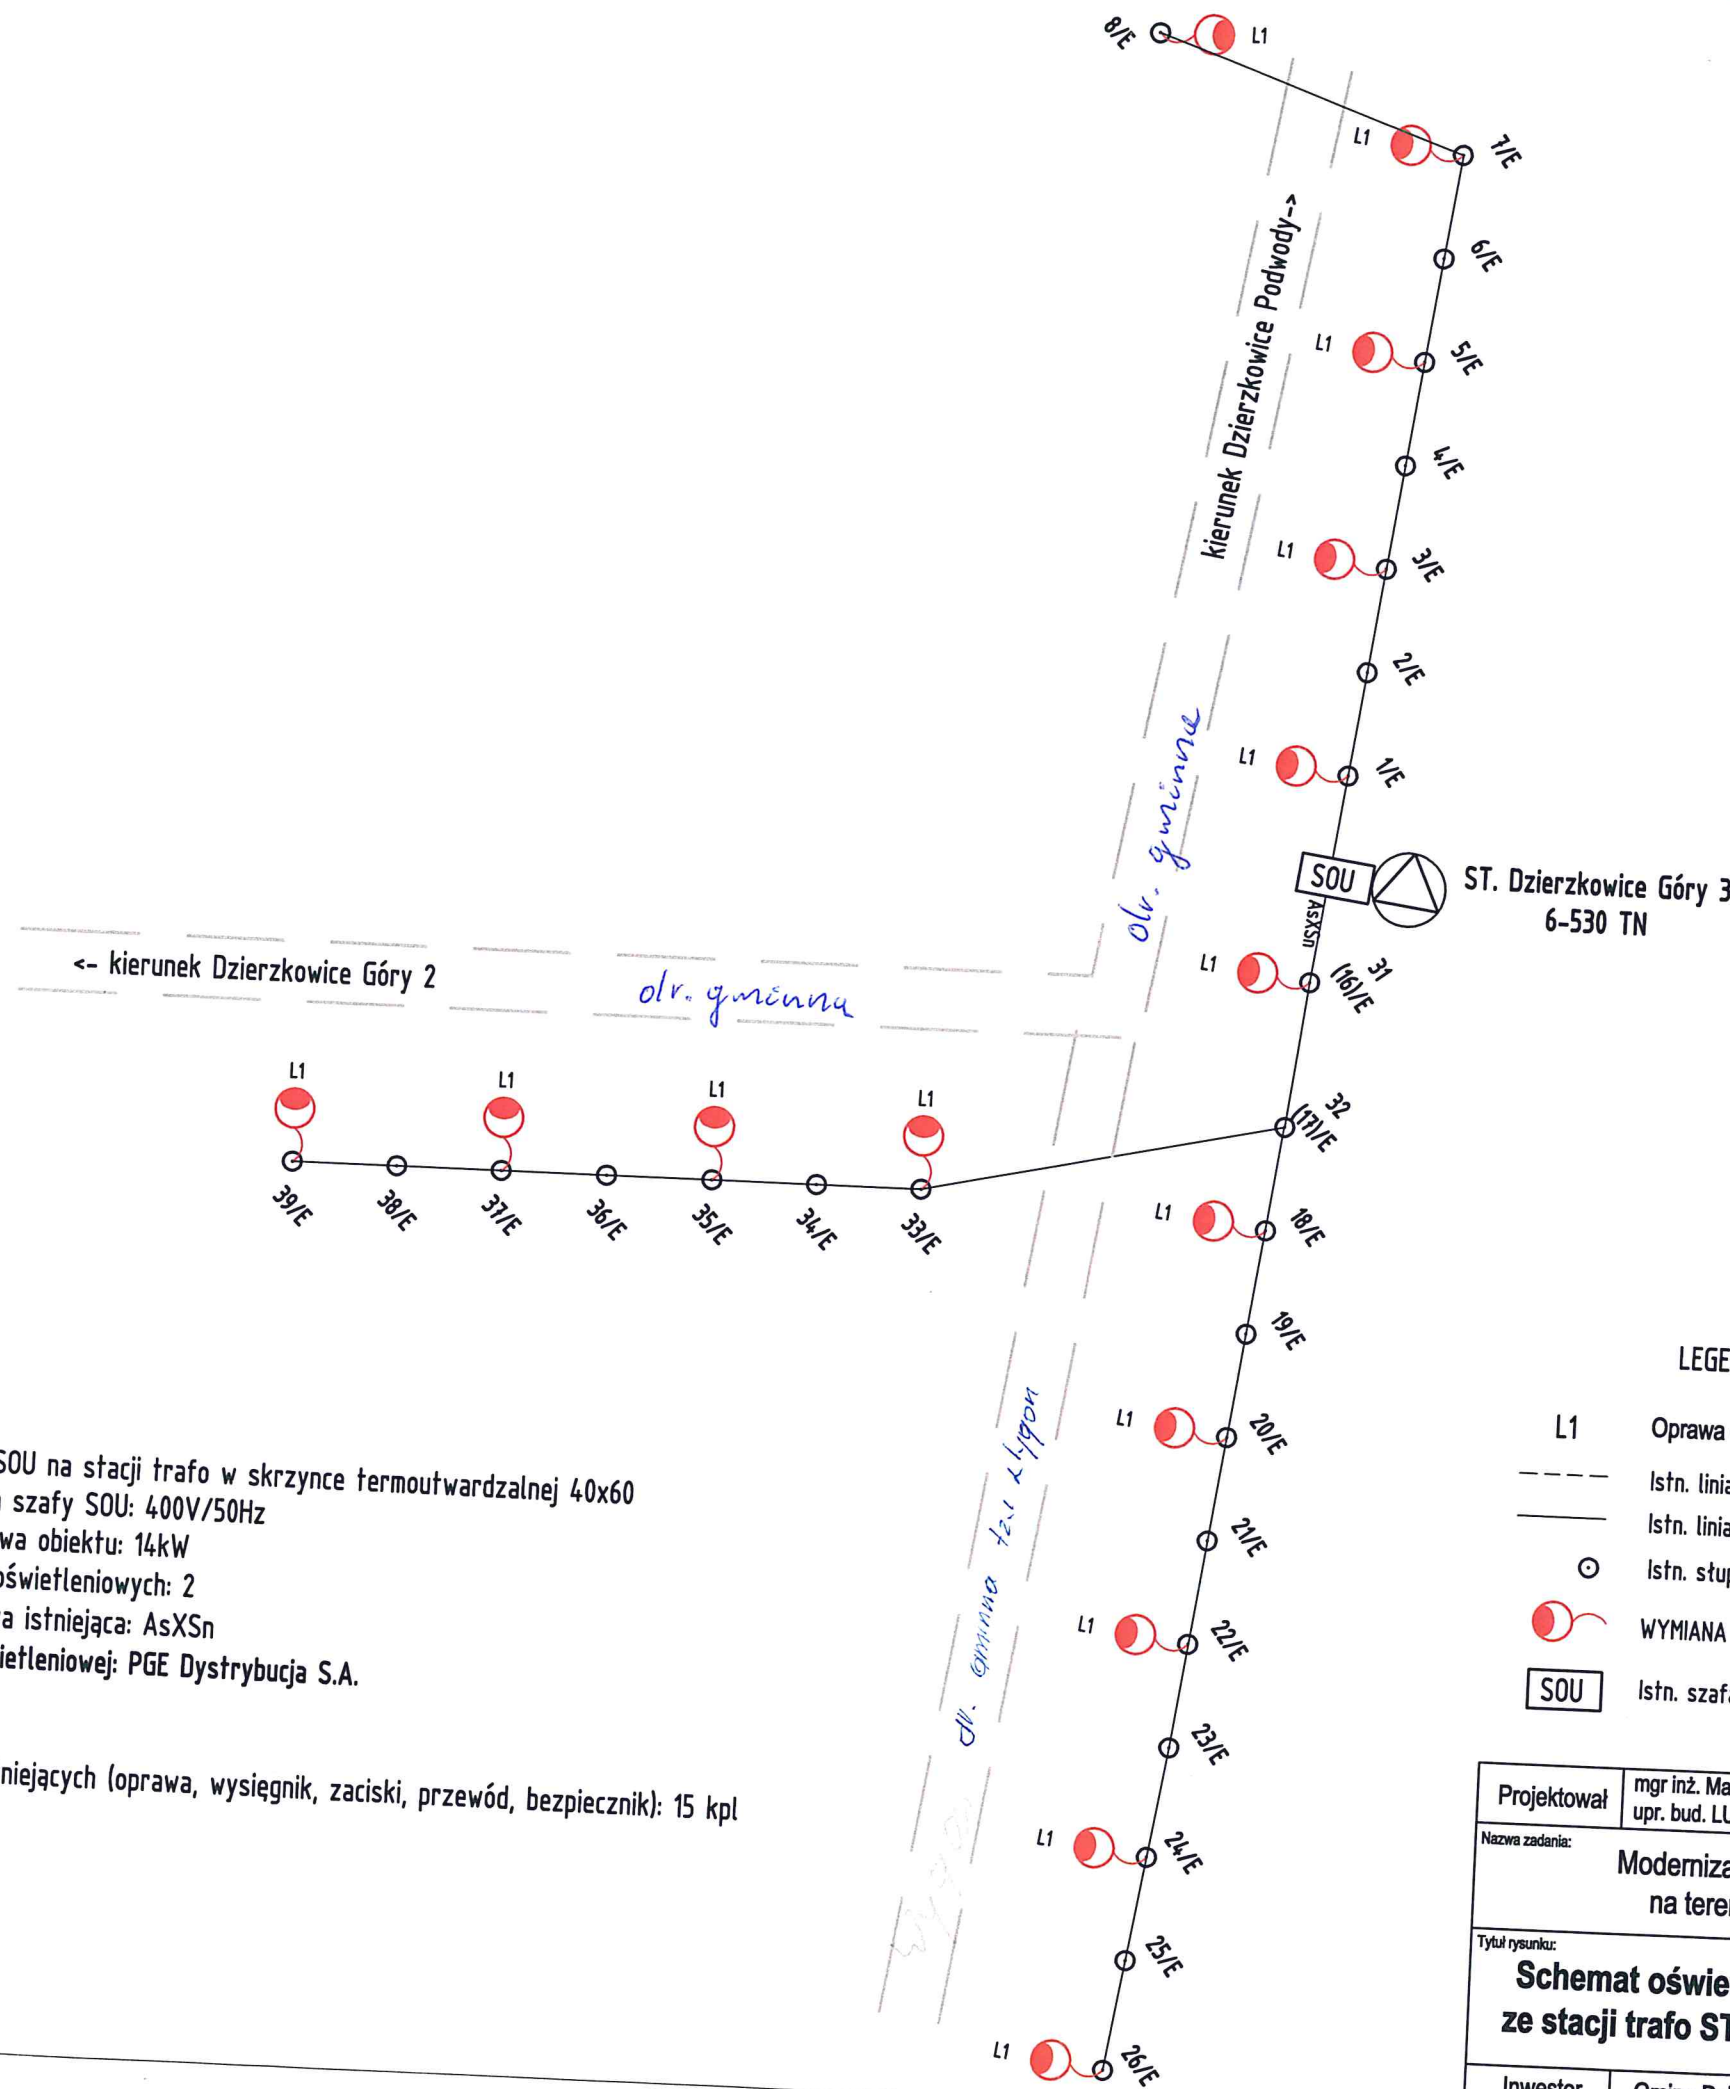 8/E
L1
L1
7/E
6/E
L1
5/E
4/E
L1
3/E
2/E
L1
1/E
kierunek Dzierzkowice Podwody->
dr. gminna
SOU
ST. Dzierzkowice Góry 3
6-530 TN
AsXSn
L1
31
(16)/E
<- kierunek Dzierzkowice Góry 2
dr. gminna
L1
L1
L1
L1
32
(17)/E
39/E
38/E
37/E
36/E
35/E
34/E
33/E
L1
18/E
19/E
L1
20/E
21/E
L1
22/E
23/E
L1
24/E
25/E
L1
26/E
dr. gminna
SOU na stacji trafo w skrzynce termoutwardzalnej 40x60
szafy SOU: 400V/50Hz
wa obiektu: 14kW
oświetleniowych: 2
a istniejąca: AsXSn
ietleniowej: PGE Dystrybucja S.A.
niejących (oprawa, wysięgnik, zaciski, przewód, bezpiecznik): 15 kpl
LEGE
L1 Oprawa
Istn. linia
Istn. linia
Istn. słup
WYMIANA
SOU Istn. szafa
Projektował
mgr inż. Ma
upr. bud. LU
Nazwa zadania:
Moderniza
na tere
Tytuł rysunku:
Schemat oświe
ze stacji trafo ST
Inwestor